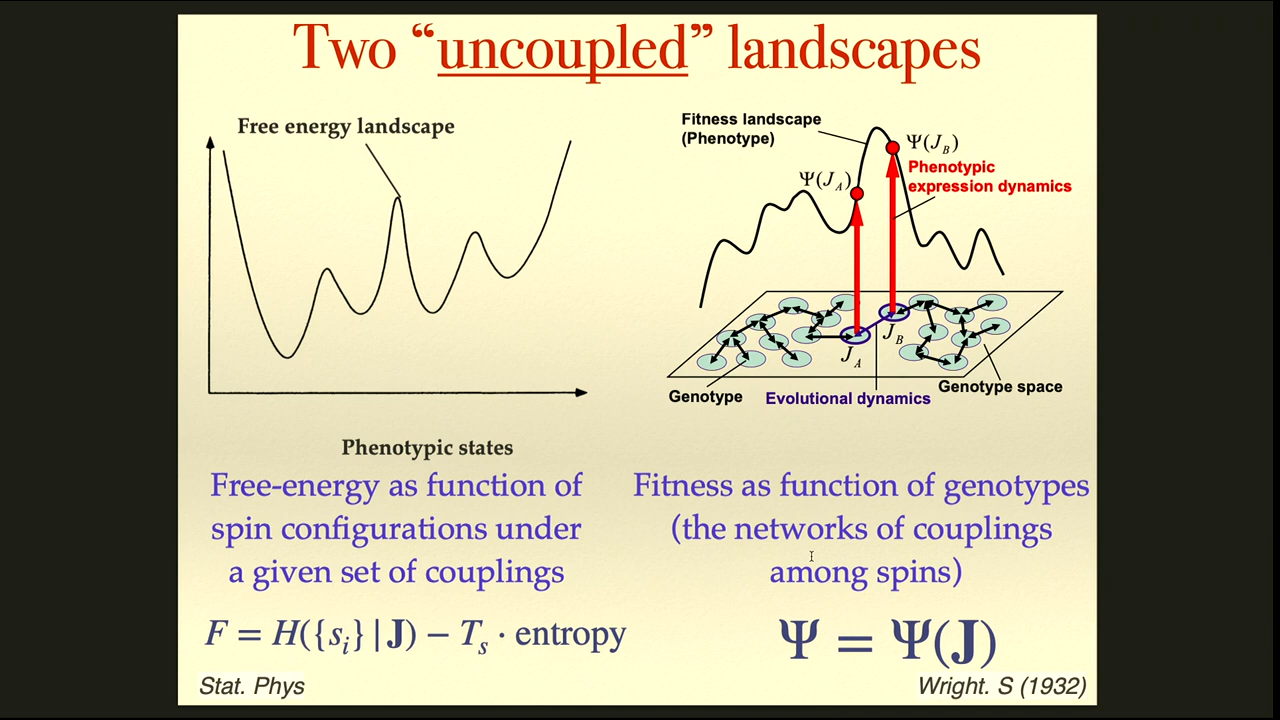 Two “uncoupled” landscapes
Free energy landscape
Phenotypic states
Free-energy as function of
spin configurations under
a given set of couplings
F = H({sᵢ} | J) − Tₛ · entropy
Stat. Phys
Fitness landscape
(Phenotype)
Ψ(J_A)
Ψ(J_B)
Phenotypic
expression dynamics
J_A
J_B
Genotype
Evolutional dynamics
Genotype space
Fitness as function of genotypes
(the networks of couplings
among spins)
Ψ = Ψ(J)
Wright. S (1932)